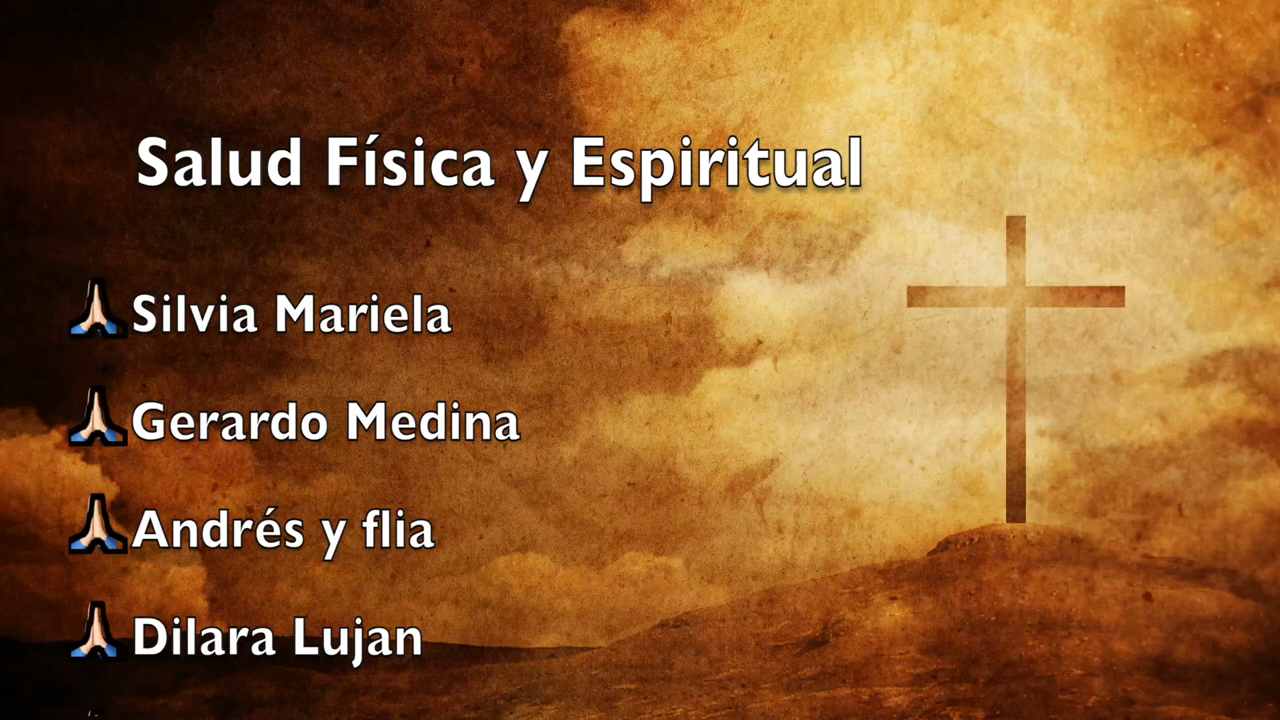 Salud Física y Espiritual
🙏Silvia Mariela
🙏Gerardo Medina
🙏Andrés y flia
🙏Dilara Lujan